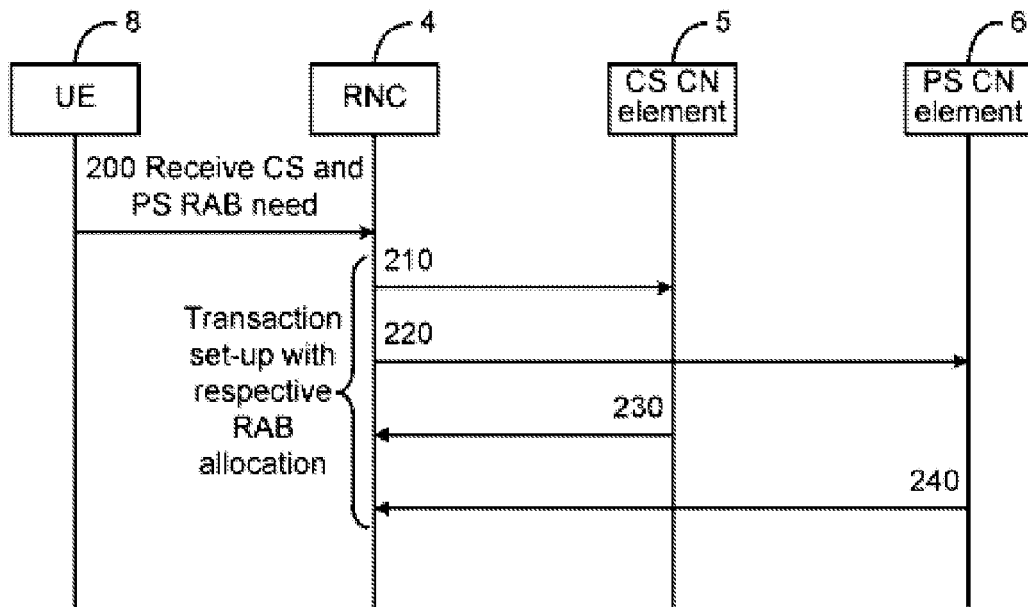 8
4
5
6
UE
RNC
CS CN
element
PS CN
element
200 Receive CS and
PS RAB need
210
Transaction
set-up with
respective
RAB
allocation
220
230
240